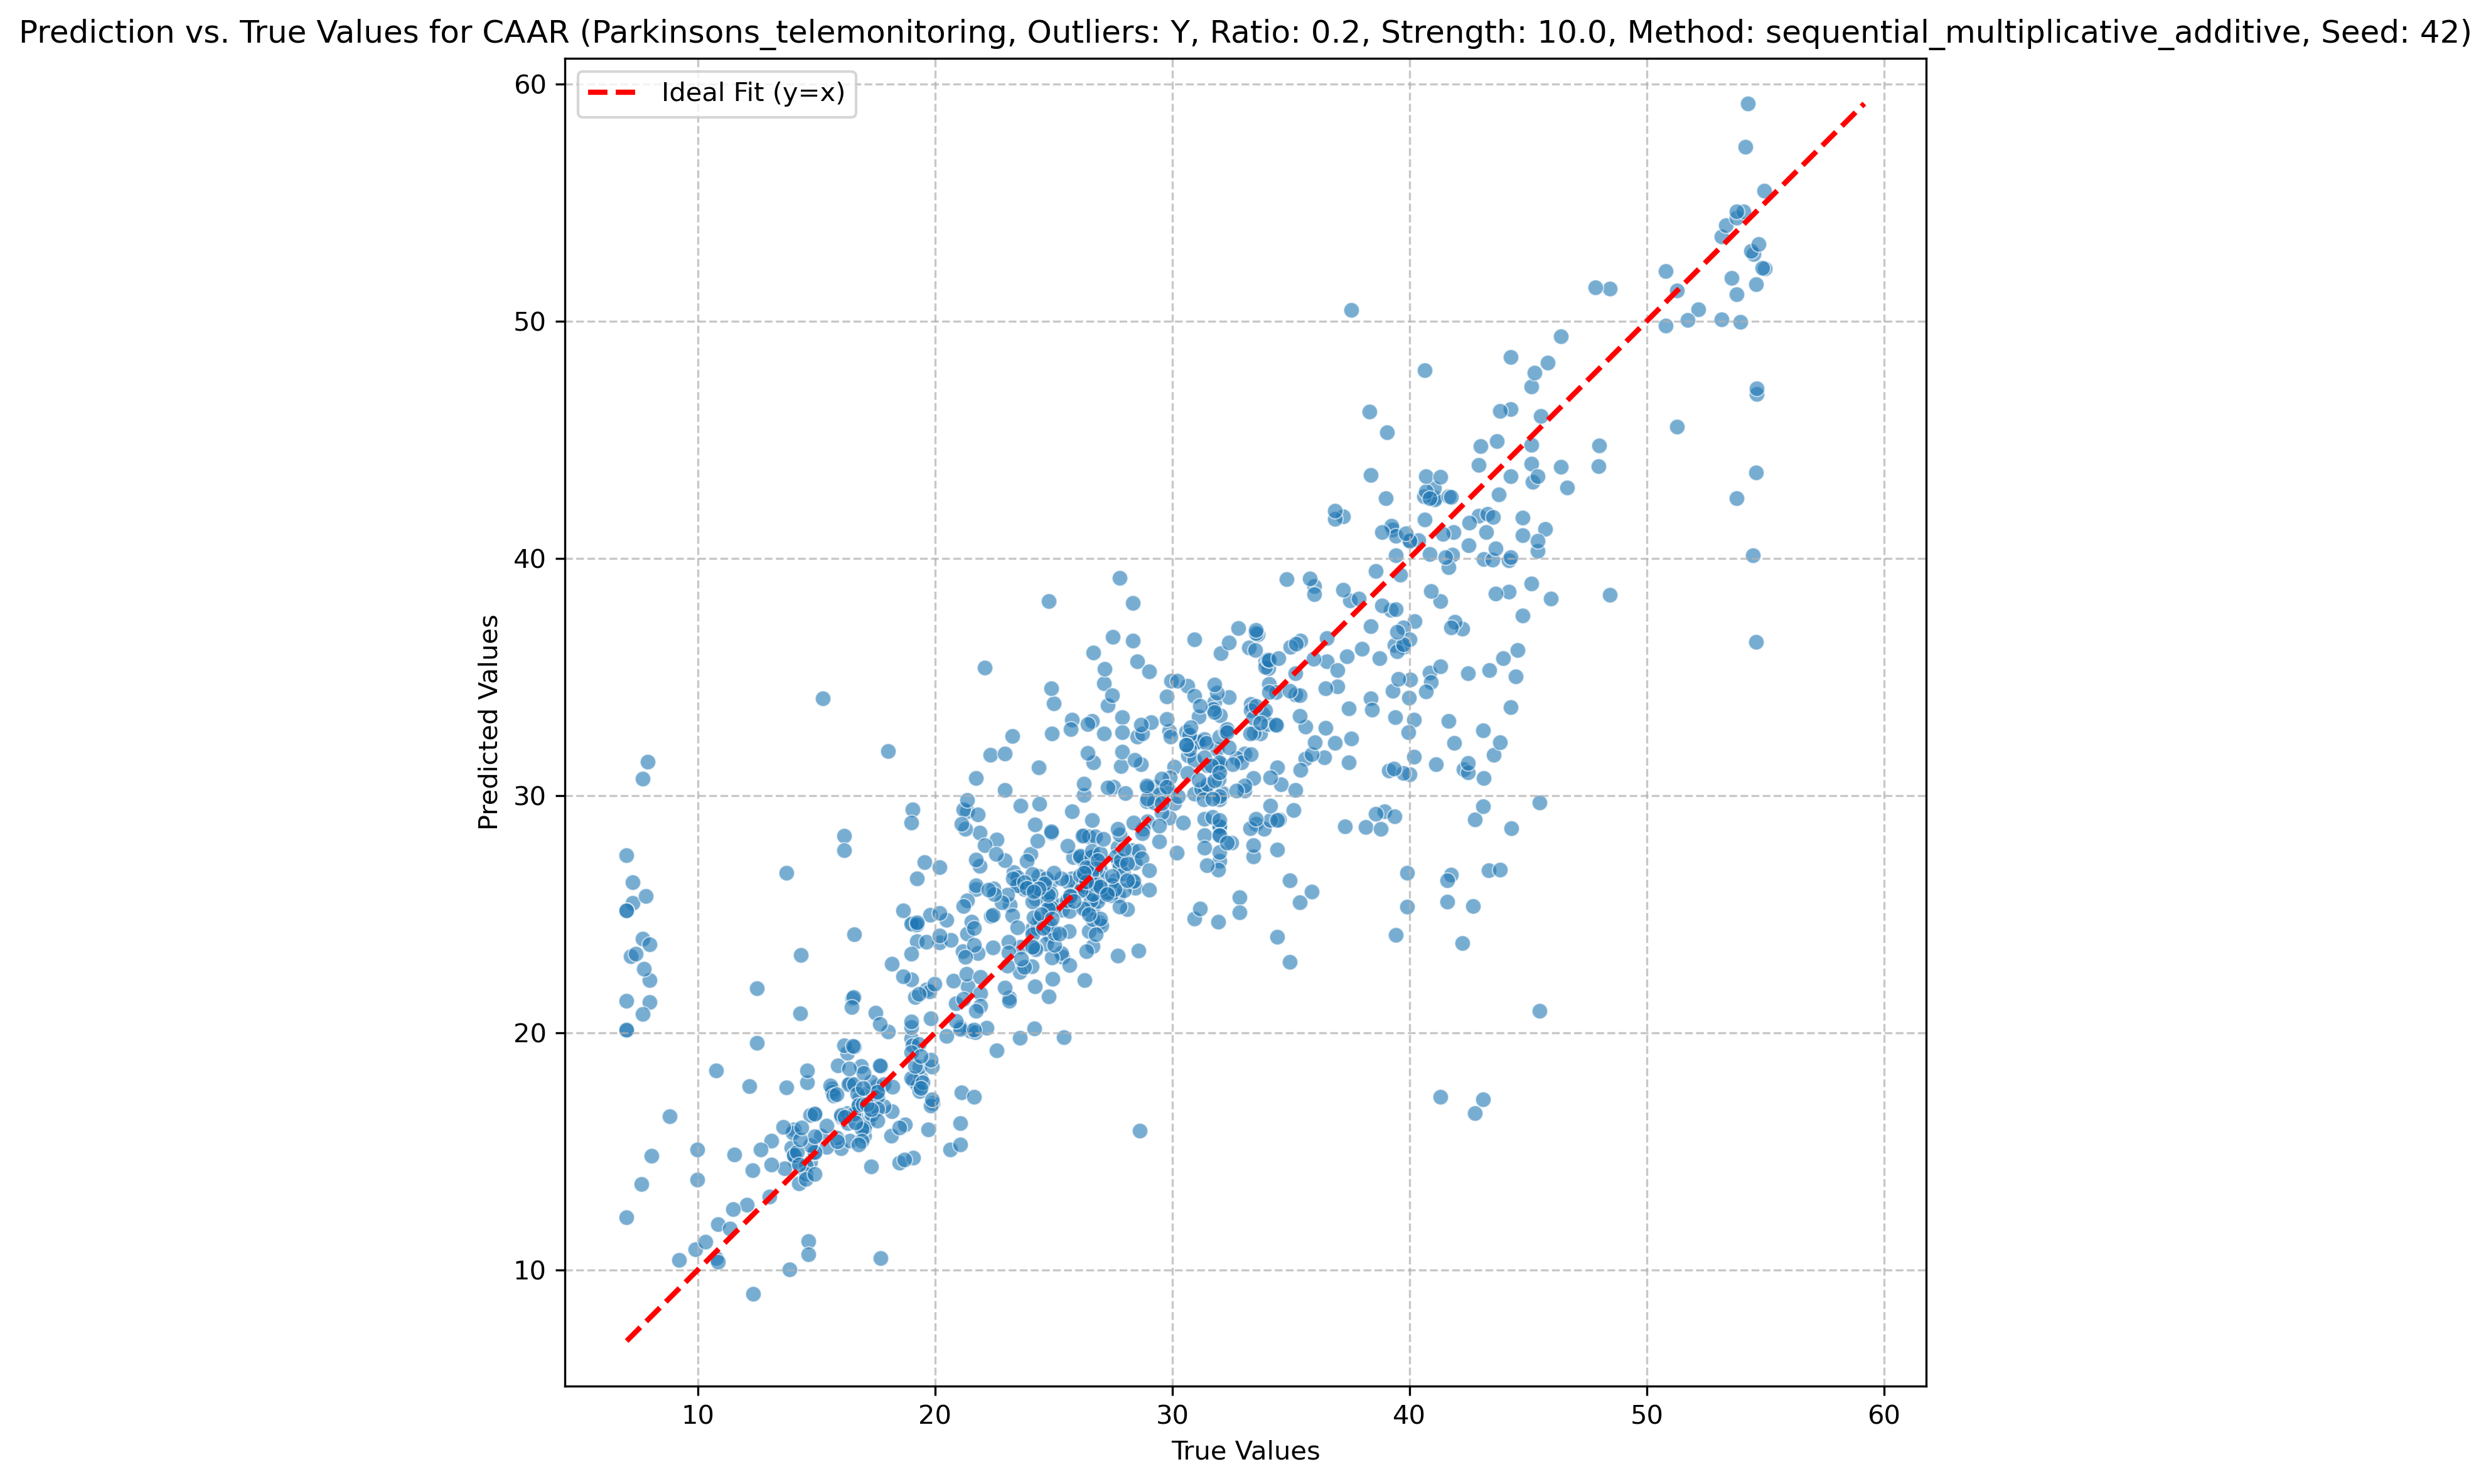 Prediction vs. True Values for CAAR (Parkinsons_telemonitoring, Outliers: Y, Ratio: 0.2, Strength: 10.0, Method: sequential_multiplicative_additive, Seed: 42)
Ideal Fit (y=x)
Predicted Values
60
50
40
30
20
10
10 20 30 40 50 60
True Values